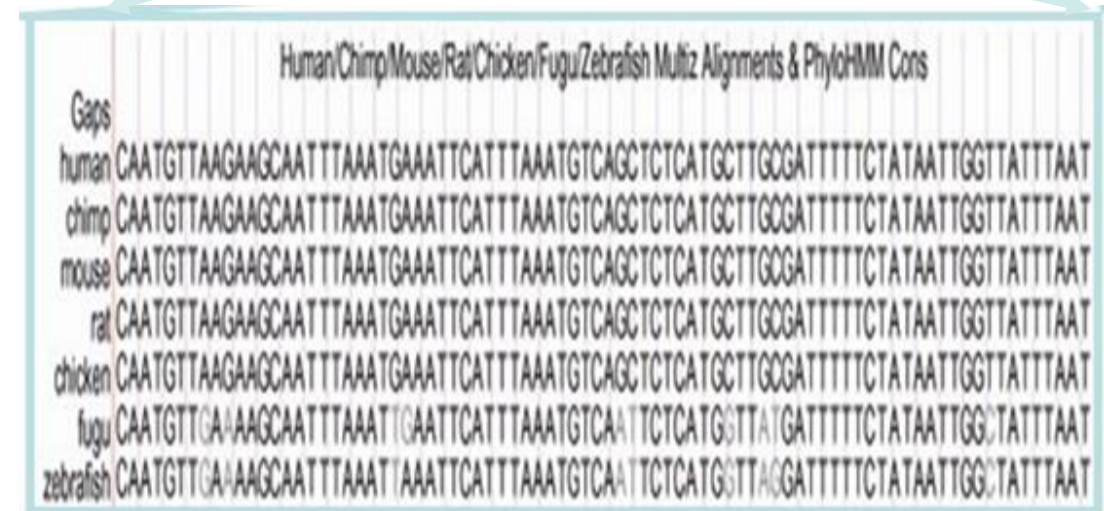 Human/Chimp/Mouse/Rat/Chicken/Fugu/Zebrafish Multiz Alignments & PhyloHMM Cons
Gaps
human CAATGTTAAGAAGCAATTTAAATGAAATTCATTTAAATGTCAGCTCTCATGCTTGCGATTTTTCTATAATTGGTTATTTAAT
chimp CAATGTTAAGAAGCAATTTAAATGAAATTCATTTAAATGTCAGCTCTCATGCTTGCGATTTTTCTATAATTGGTTATTTAAT
mouse CAATGTTAAGAAGCAATTTAAATGAAATTCATTTAAATGTCAGCTCTCATGCTTGCGATTTTTCTATAATTGGTTATTTAAT
rat CAATGTTAAGAAGCAATTTAAATGAAATTCATTTAAATGTCAGCTCTCATGCTTGCGATTTTTCTATAATTGGTTATTTAAT
chicken CAATGTTAAGAAGCAATTTAAATGAAATTCATTTAAATGTCAGCTCTCATGCTTGCGATTTTTCTATAATTGGTTATTTAAT
fugu CAATGTTGAAAAGCAATTTAAATTGAATTCATTTAAATGTCAATTCTCATGGTTATGATTTTTCTATAATTGGCTATTTAAT
zebrafish CAATGTTGAAAAGCAATTTAAATTAAATTCATTTAAATGTCAATTCTCATGGTTAGGATTTTTCTATAATTGGCTATTTAAT